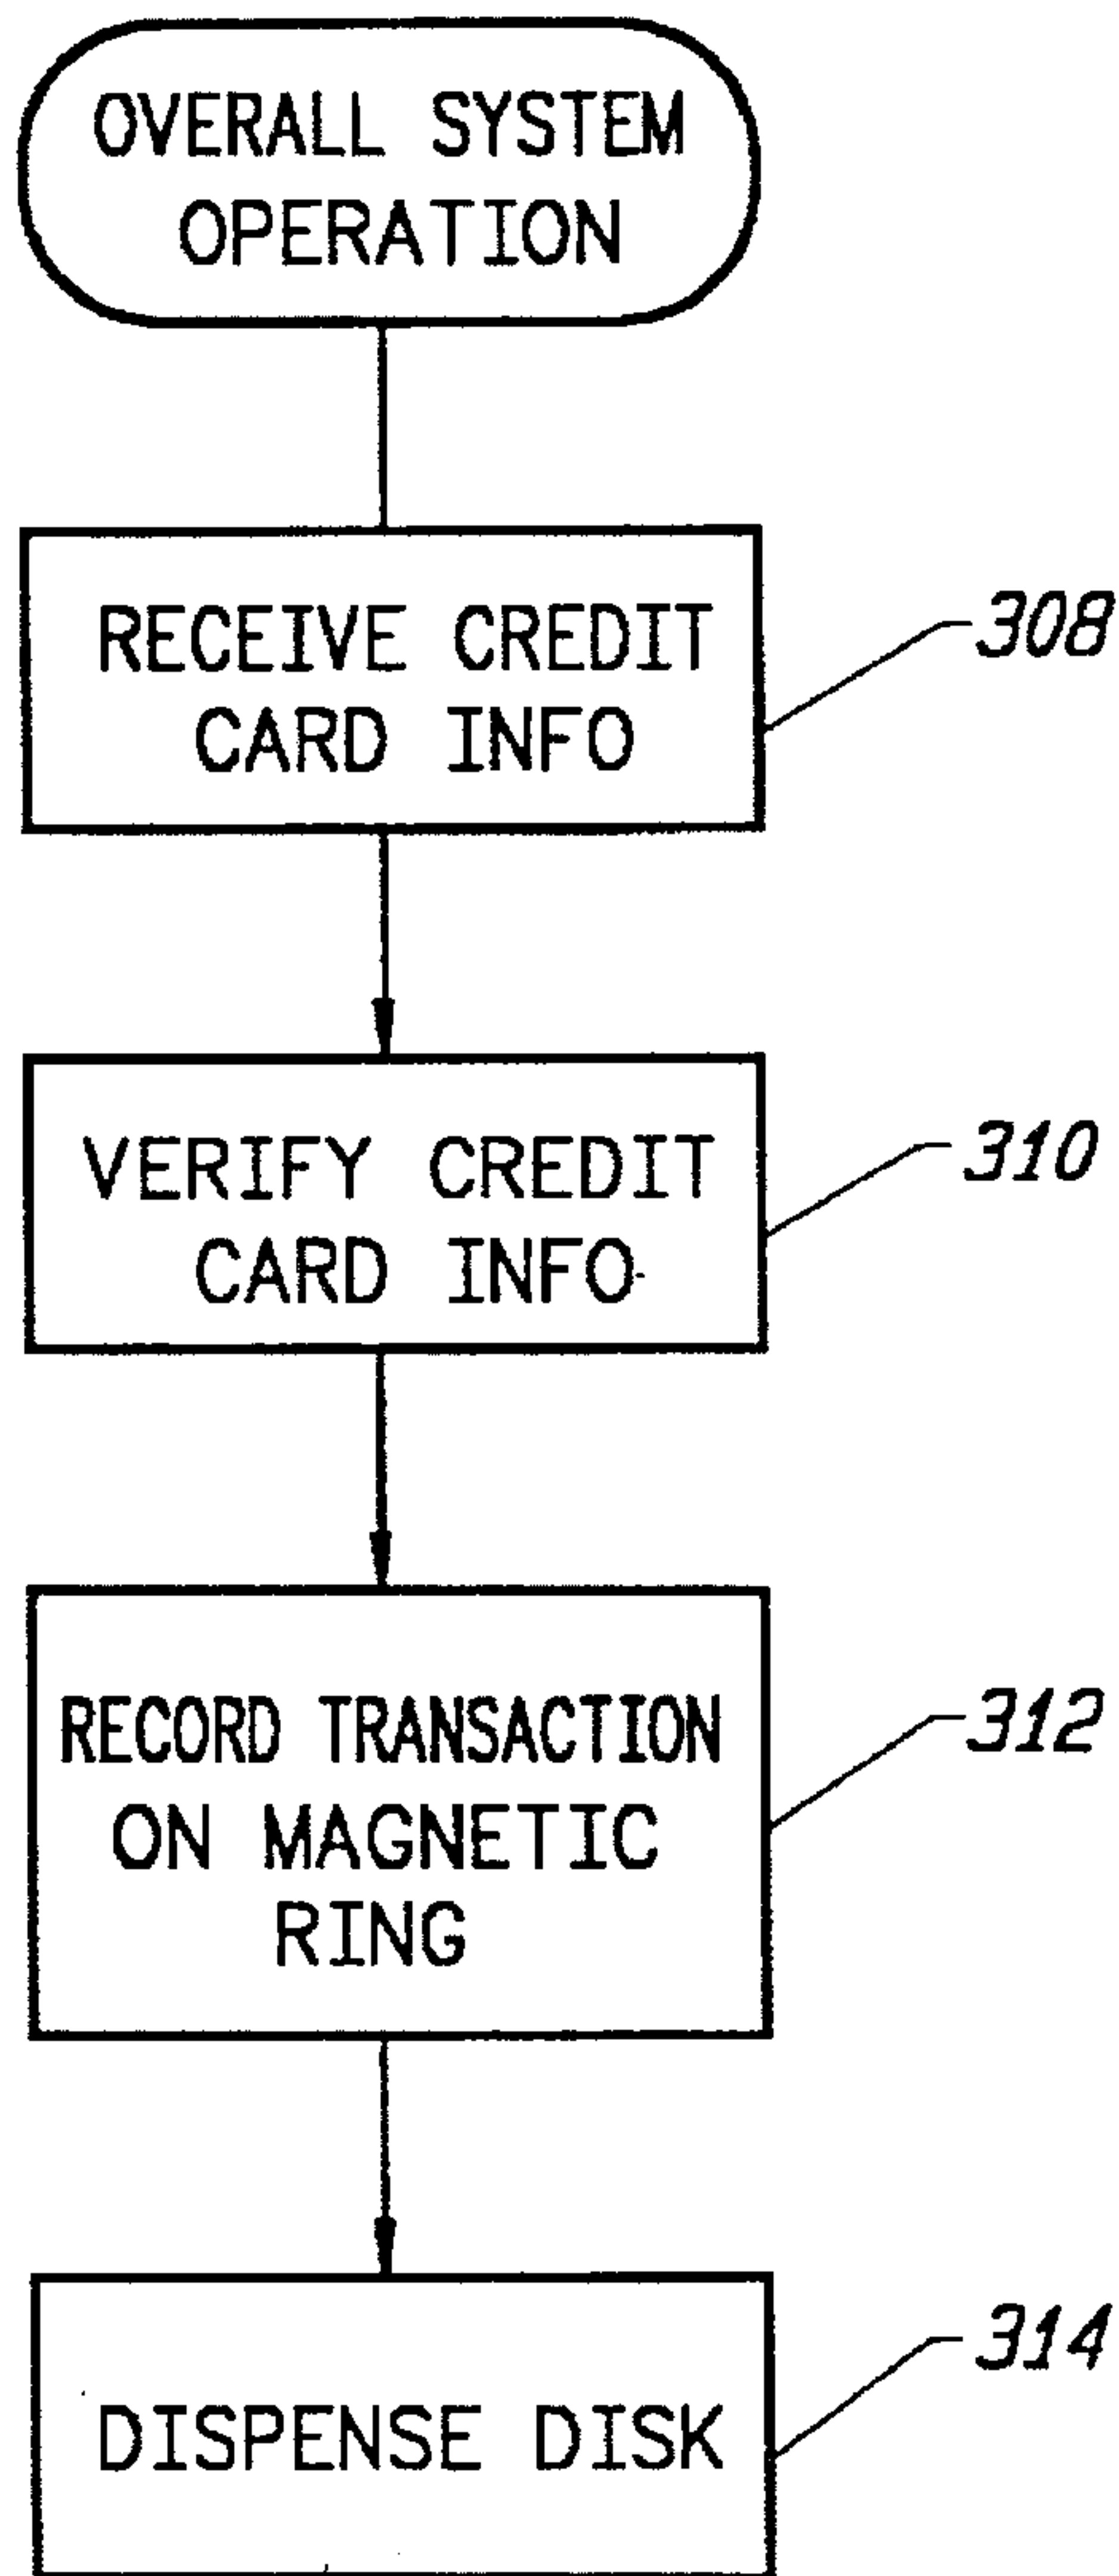 OVERALL SYSTEM
OPERATION
RECEIVE CREDIT
CARD INFO
308
VERIFY CREDIT
CARD INFO
310
RECORD TRANSACTION
ON MAGNETIC
RING
312
DISPENSE DISK
314